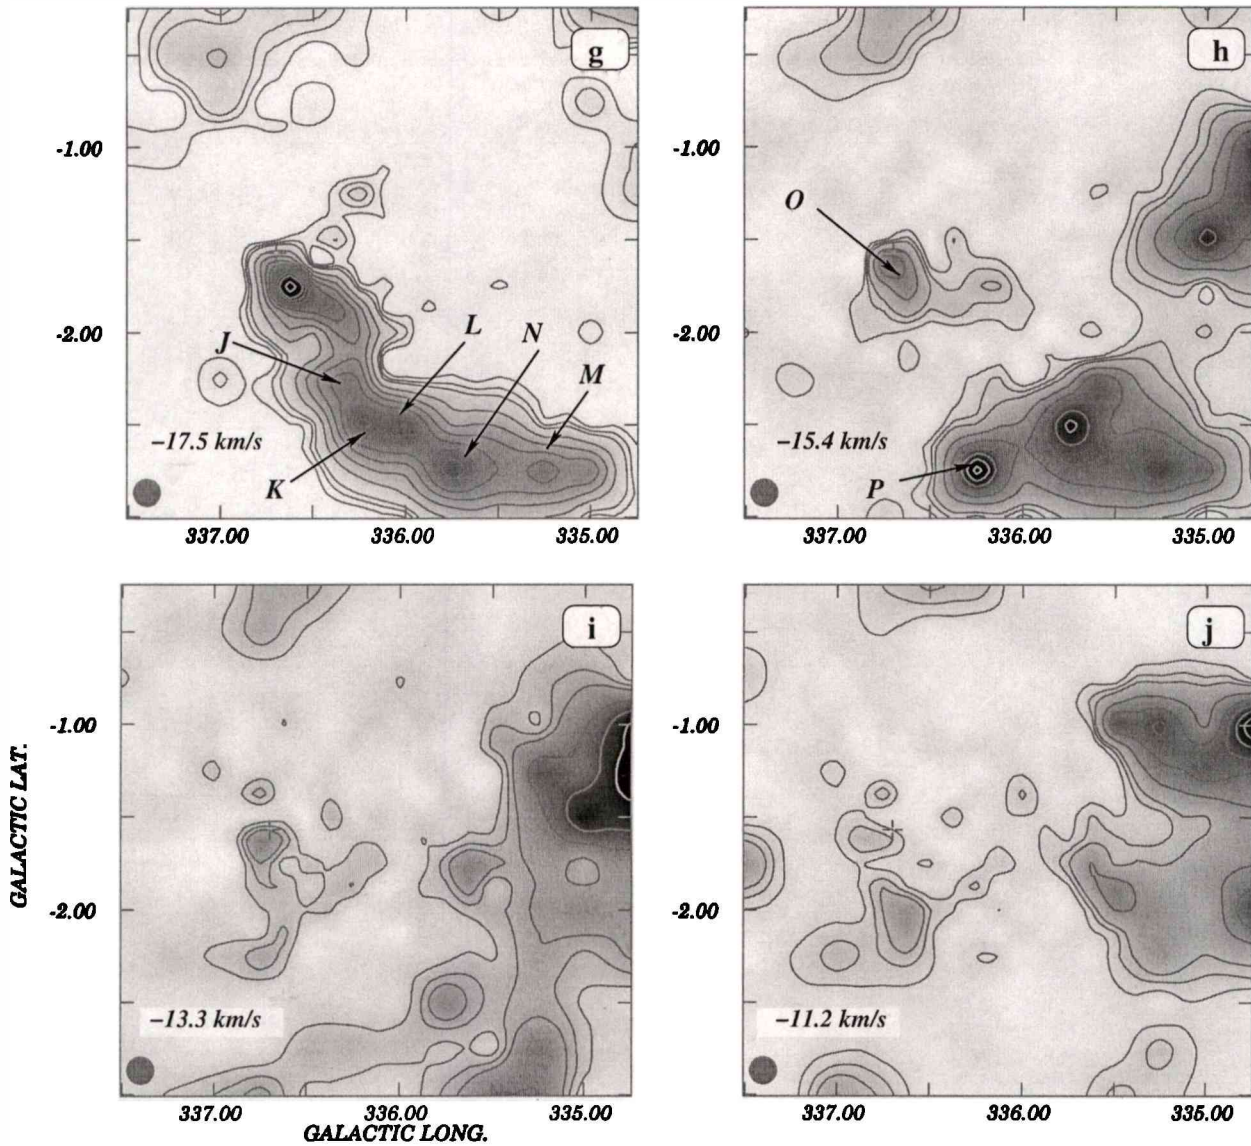 g
h
-1.00
-1.00
O
J
L
N
M
-2.00
-2.00
−17.5 km/s
K
−15.4 km/s
P
337.00 336.00 335.00
337.00 336.00 335.00
i
j
-1.00
-1.00
GALACTIC LAT.
-2.00
-2.00
−13.3 km/s
−11.2 km/s
337.00 336.00 335.00
337.00 336.00 335.00
GALACTIC LONG.